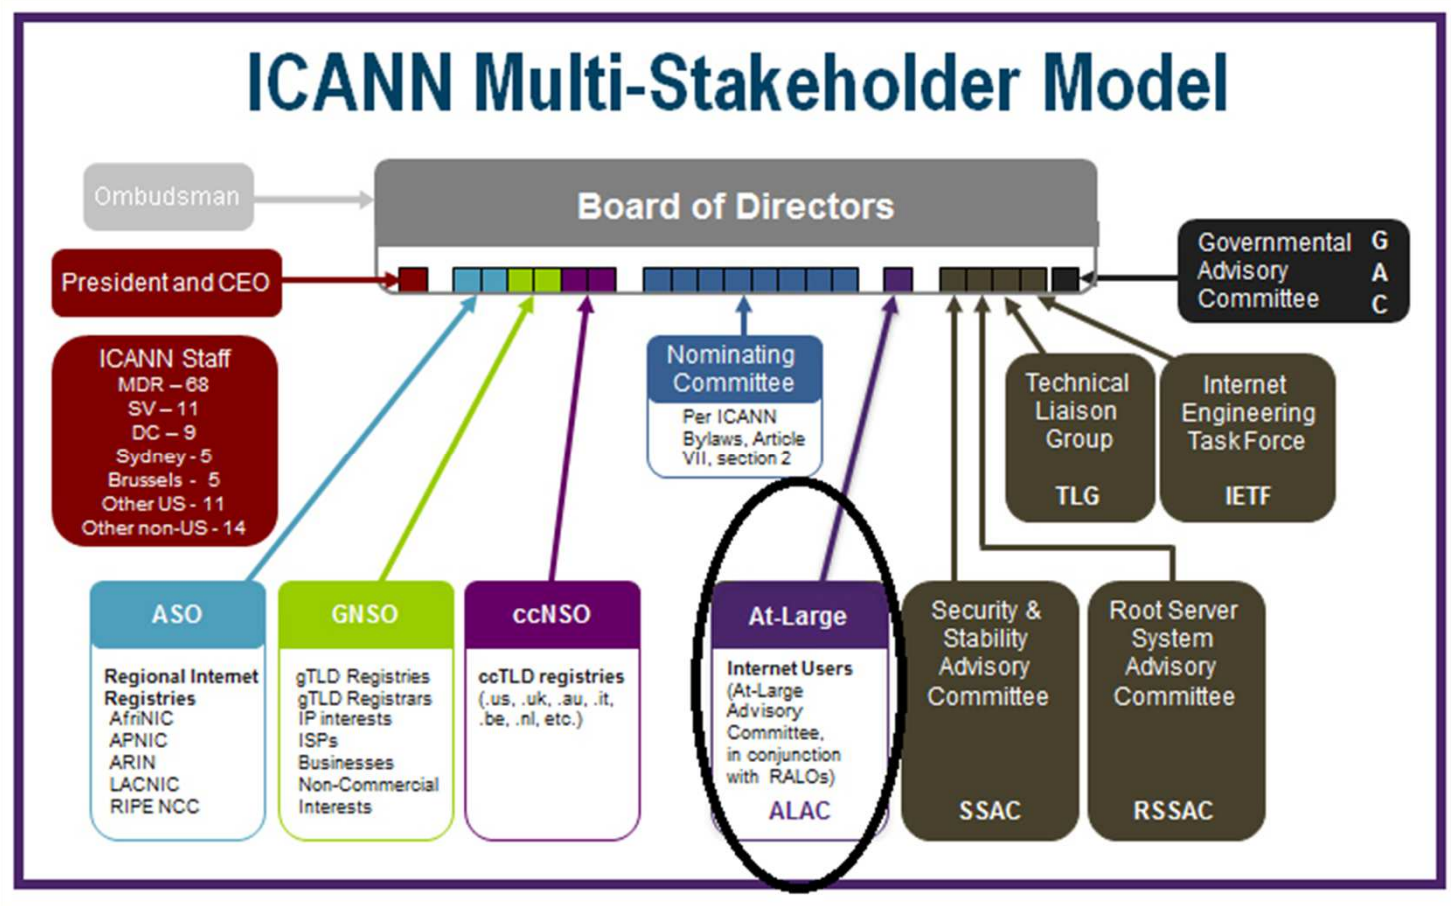 ICANN Multi-Stakeholder Model
Ombudsman
Board of Directors
President and CEO
Governmental
Advisory
Committee
G
A
C
ICANN Staff
MDR – 68
SV – 11
DC – 9
Sydney - 5
Brussels - 5
Other US - 11
Other non-US - 14
Nominating
Committee
Per ICANN
Bylaws, Article
VII, section 2
Technical
Liaison
Group
TLG
Internet
Engineering
Task Force
IETF
ASO
Regional Internet
Registries
AfriNIC
APNIC
ARIN
LACNIC
RIPE NCC
GNSO
gTLD Registries
gTLD Registrars
IP interests
ISPs
Businesses
Non-Commercial
Interests
ccNSO
ccTLD registries
(.us, .uk, .au, .it,
.be, .nl, etc.)
At-Large
Internet Users
(At-Large
Advisory
Committee,
in conjunction
with RALOs)
ALAC
Security &
Stability
Advisory
Committee
SSAC
Root Server
System
Advisory
Committee
RSSAC